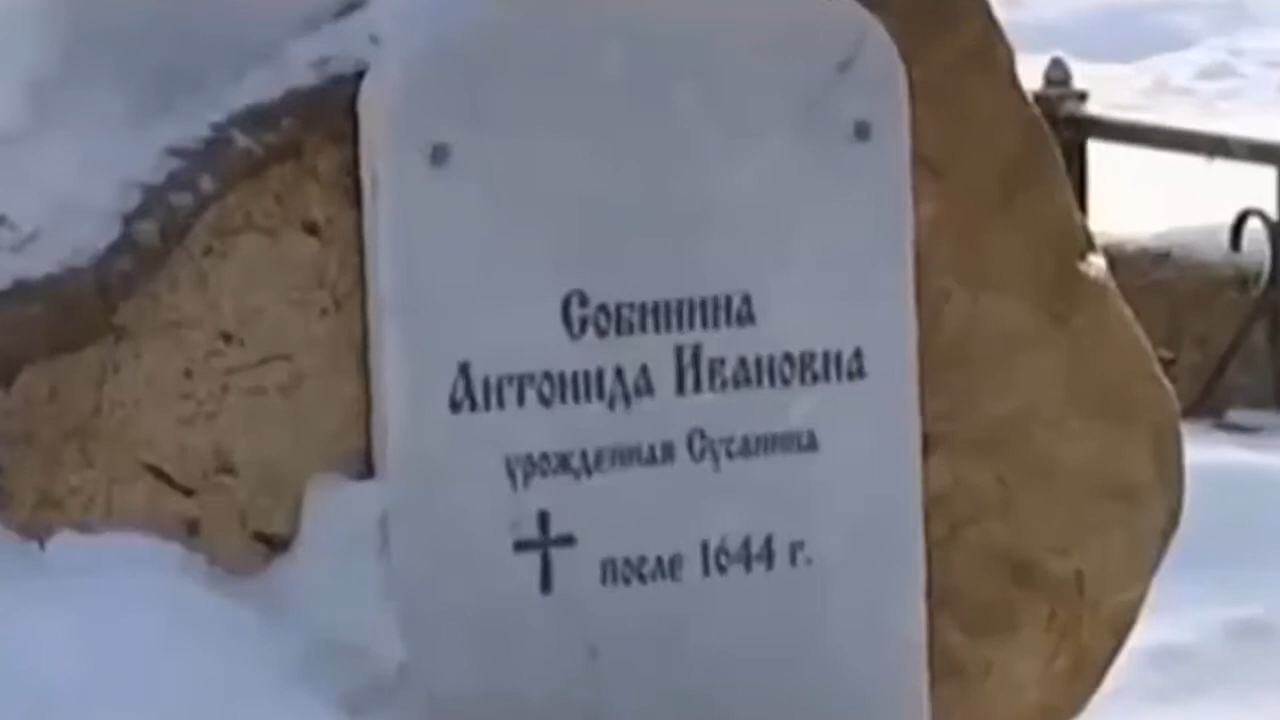 Собинина
Антонида Ивановна
урожденная Сусанина
после 1644 г.